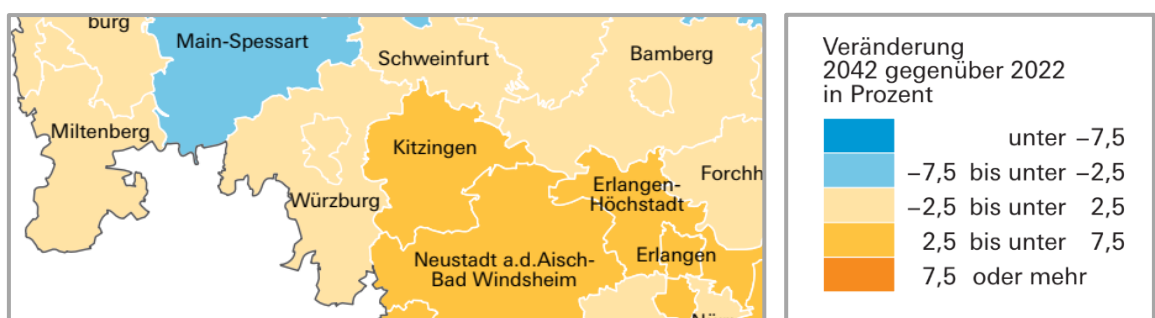 burg
Main-Spessart
Schweinfurt
Bamberg
Miltenberg
Kitzingen
Würzburg
Erlangen-
Höchstadt
Forchh
Neustadt a.d.Aisch-
Bad Windsheim
Erlangen
Nür
Veränderung
2042 gegenüber 2022
in Prozent
unter −7,5
−7,5 bis unter −2,5
−2,5 bis unter 2,5
2,5 bis unter 7,5
7,5 oder mehr